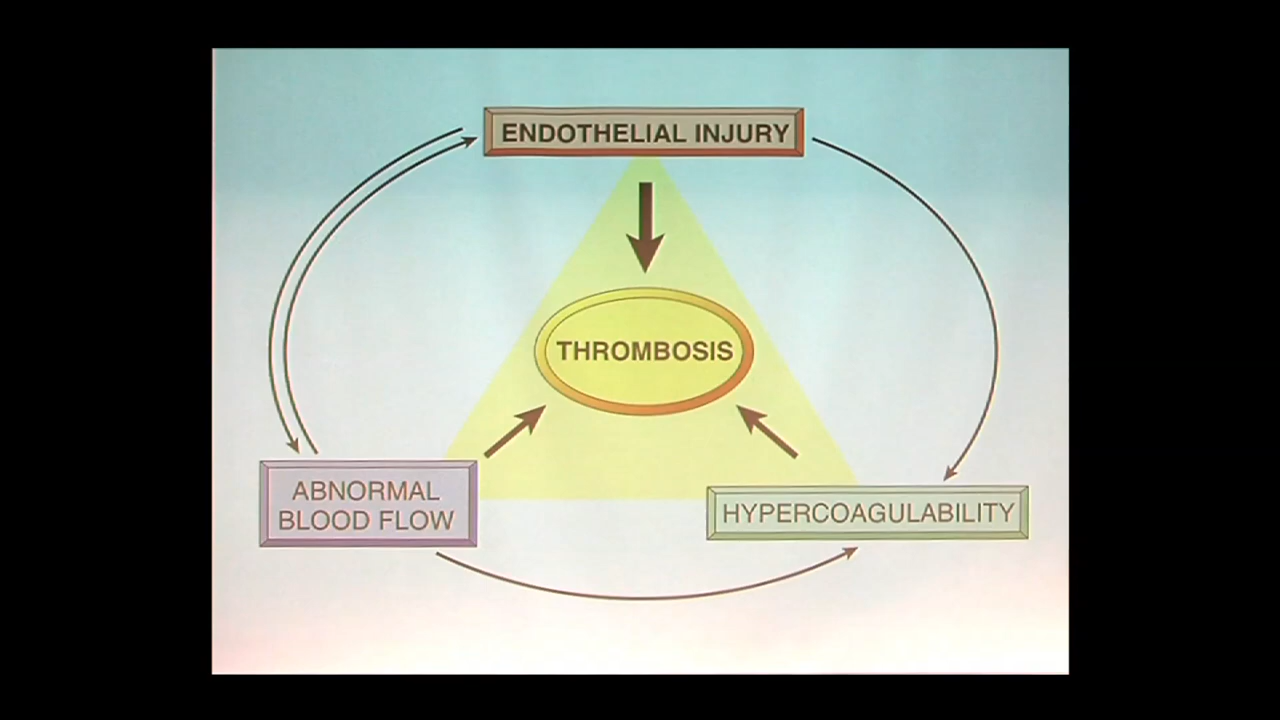 ENDOTHELIAL INJURY
THROMBOSIS
ABNORMAL
BLOOD FLOW
HYPERCOAGULABILITY